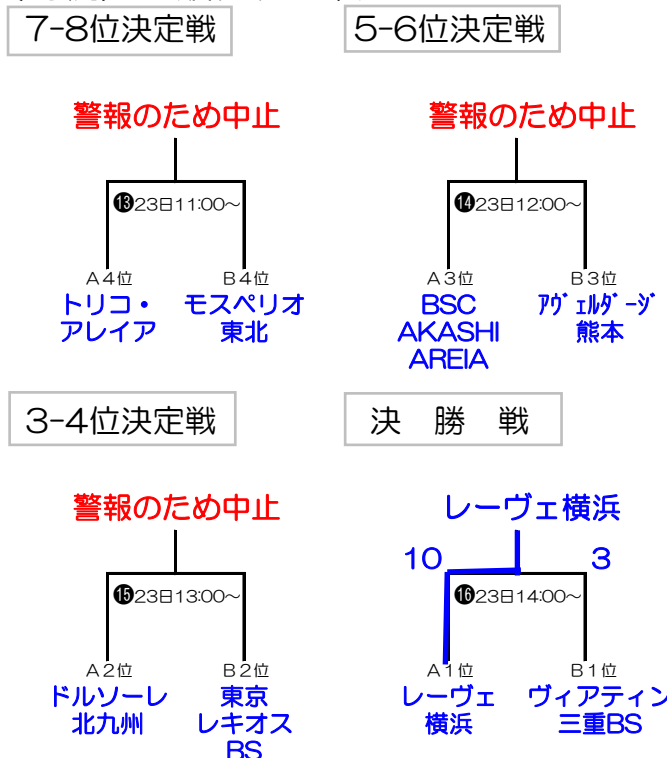 7-8位決定戦
5-6位決定戦
警報のため中止
警報のため中止
⓭23日11:00～
⓮23日12:00～
A4位
B4位
A3位
B3位
トリコ・
アレイア
モスペリオ
東北
BSC
AKASHI
AREIA
ｱｳﾞｪﾙﾀﾞｰｼﾞ
熊本
3-4位決定戦
決　勝　戦
警報のため中止
レーヴェ横浜
10
3
⓯23日13:00～
⓰23日14:00～
A2位
B2位
A1位
B1位
ドルソーレ
北九州
東京
レキオス
BS
レーヴェ
横浜
ヴィアティン
三重BS